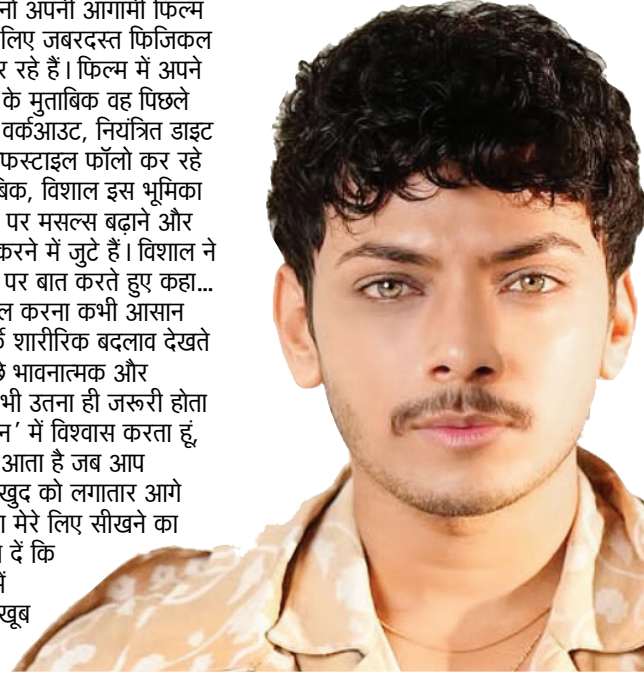 अपनी आगामी फिल्म
लिए जबरदस्त फिजिकल
रहे हैं। फिल्म में अपने
के मुताबिक वह पिछले
वर्कआउट, नियंत्रित डाइट
फॉलो कर रहे
विशाल इस भूमिका
पर मसल्स बढ़ाने और
करने में जुटे हैं। विशाल ने
पर बात करते हुए कहा...
करना कभी आसान
शारीरिक बदलाव देखते
भावनात्मक और
भी उतना ही जरूरी होता
में विश्वास करता हूं,
आता है जब आप
खुद को लगातार आगे
मेरे लिए सीखने का
दें कि
खूब